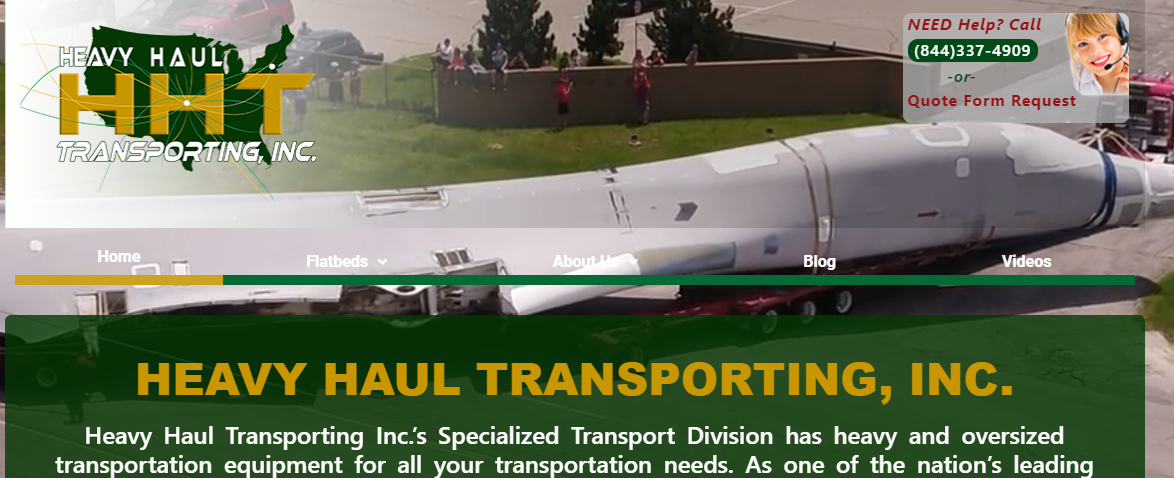 HEAVY HAUL
HHT
TRANSPORTING, INC.
NEED Help? Call
(844)337-4909
-or-
Quote Form Request
Home
Flatbeds
About Us
Blog
Videos
HEAVY HAUL TRANSPORTING, INC.
Heavy Haul Transporting Inc.’s Specialized Transport Division has heavy and oversized
transportation equipment for all your transportation needs. As one of the nation’s leading